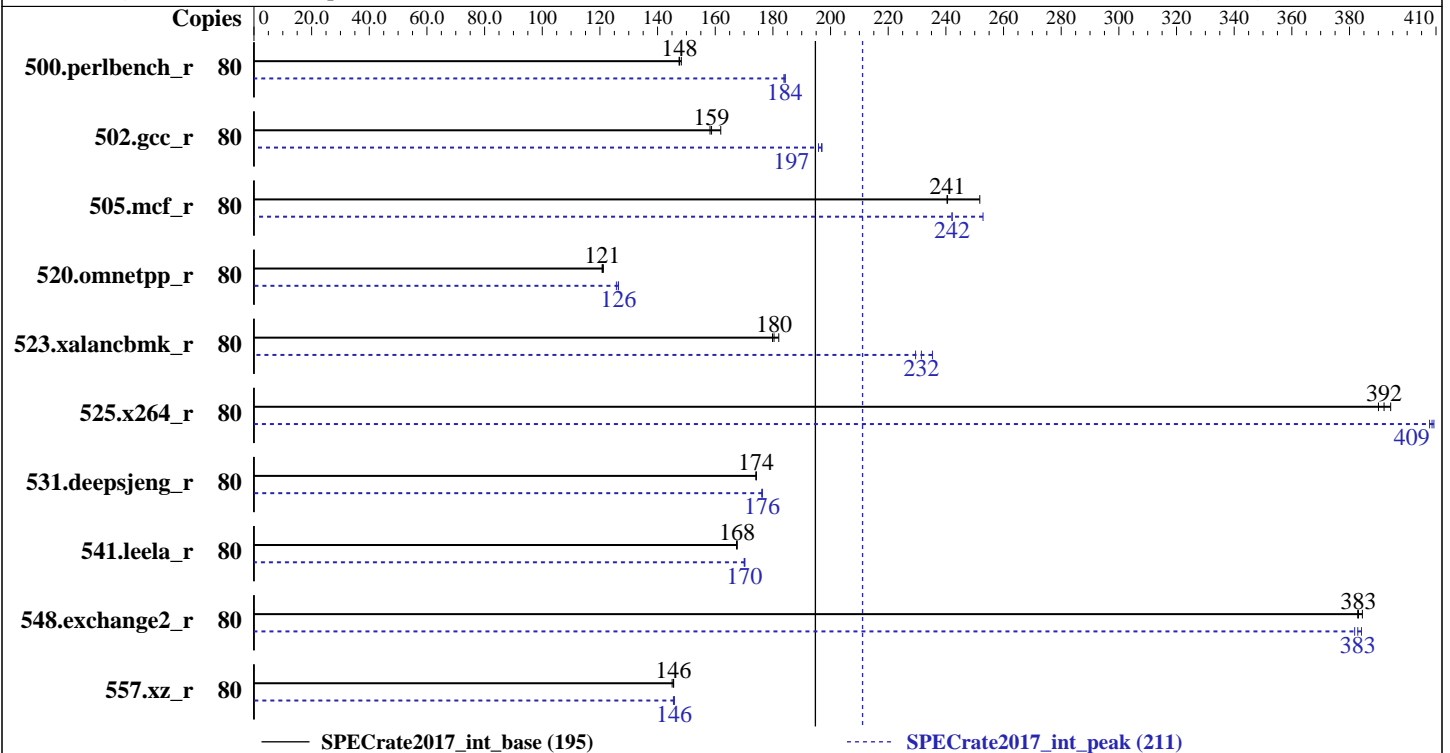 Copies 0 20.0 40.0 60.0 80.0 100 120 140 160 180 200 220 240 260 280 300 320 340 360 380 410
148
500.perlbench_r 80
184
159
502.gcc_r 80
197
241
505.mcf_r 80
242
121
520.omnetpp_r 80
126
180
523.xalancbmk_r 80
232
392
525.x264_r 80
409
174
531.deepsjeng_r 80
176
168
541.leela_r 80
170
383
548.exchange2_r 80
383
146
557.xz_r 80
146
SPECrate2017_int_base (195) SPECrate2017_int_peak (211)